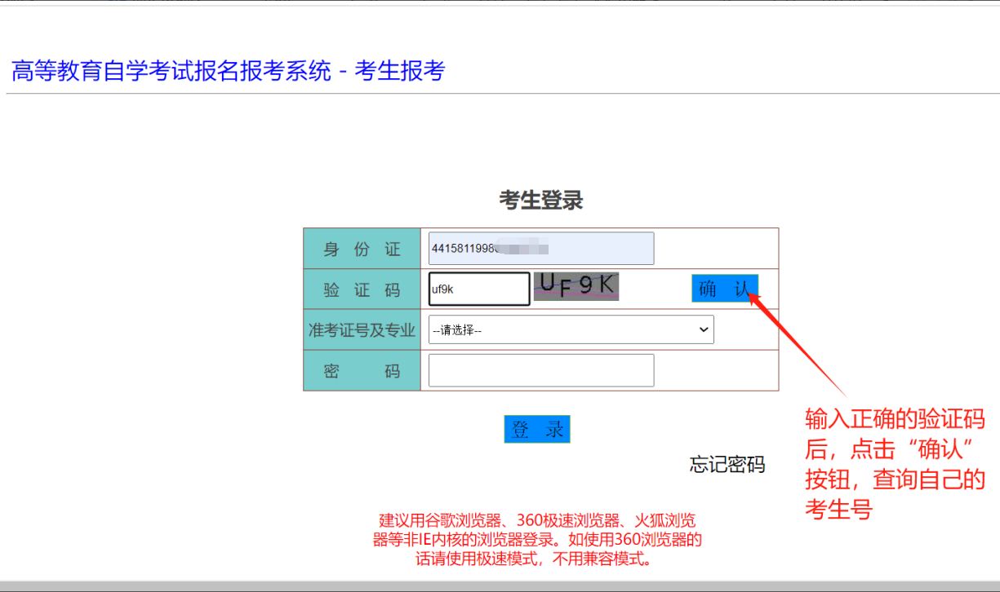 高等教育自学考试报名报考系统 - 考生报考
考生登录
身 份 证
4415811998
验 证 码
uf9k
UF9K
确 认
准考证号及专业
--请选择--
密 码
登 录
忘记密码
输入正确的验证码
后，点击“确认”
按钮，查询自己的
考生号
建议用谷歌浏览器、360极速浏览器、火狐浏览
器等非IE内核的浏览器登录。如使用360浏览器的
话请使用极速模式，不用兼容模式。